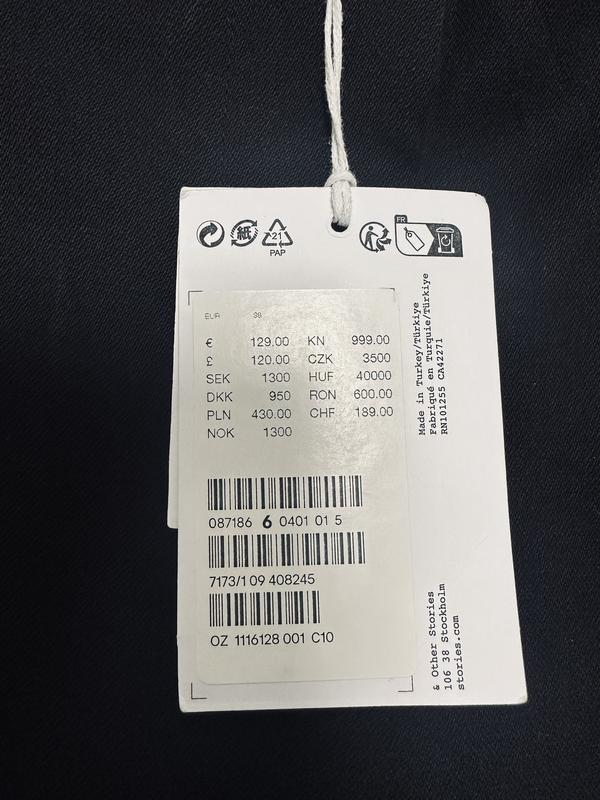 紙
21
PAP
FR
EUR 38
€ 129.00 KN 999.00
£ 120.00 CZK 3500
SEK 1300 HUF 40000
DKK 950 RON 600.00
PLN 430.00 CHF 189.00
NOK 1300
087186 6 0401 01 5
7173/1 09 408245
OZ 1116128 001 C10
Made in Turkey/Türkiye
Fabriqué en Turquie/Türkiye
RN101255 CA42271
& Other Stories
106 38 Stockholm
stories.com